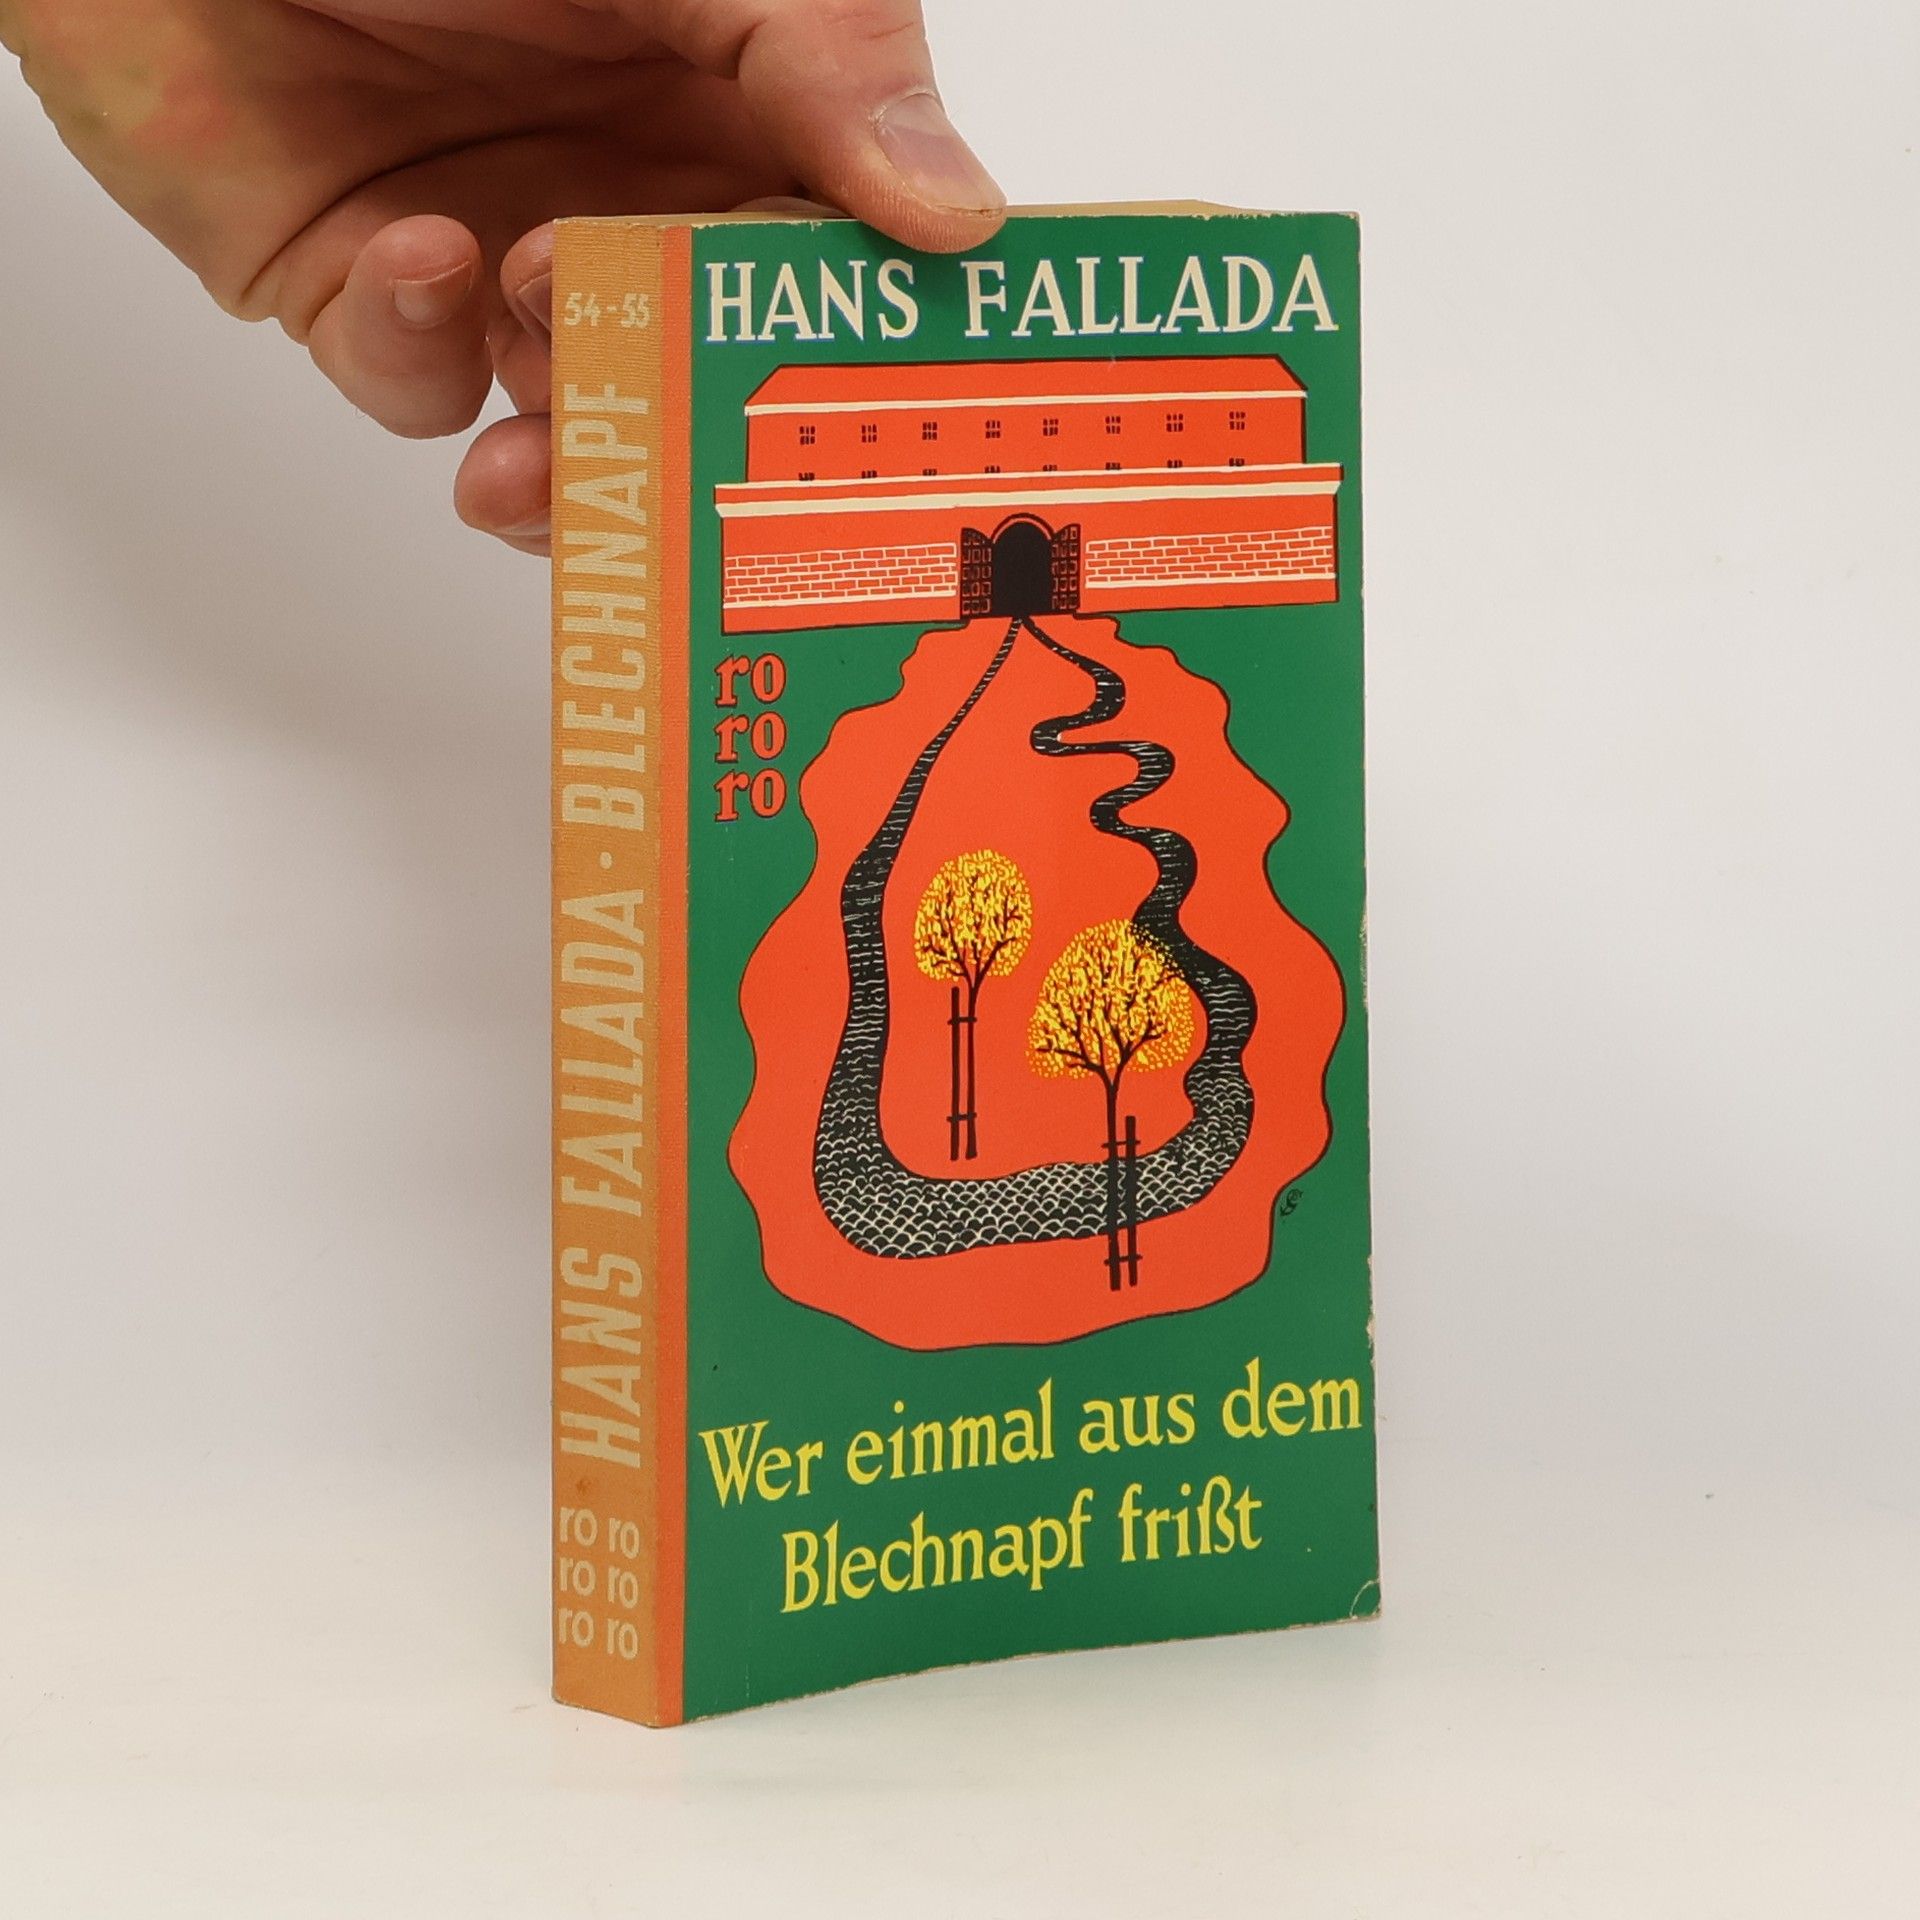 HANS FALLADA
ro
ro
ro
Wer einmal aus dem
Blechnapf frißt
54-55
HANS FALLADA · BLECHNAPF
ro ro
ro ro
ro ro